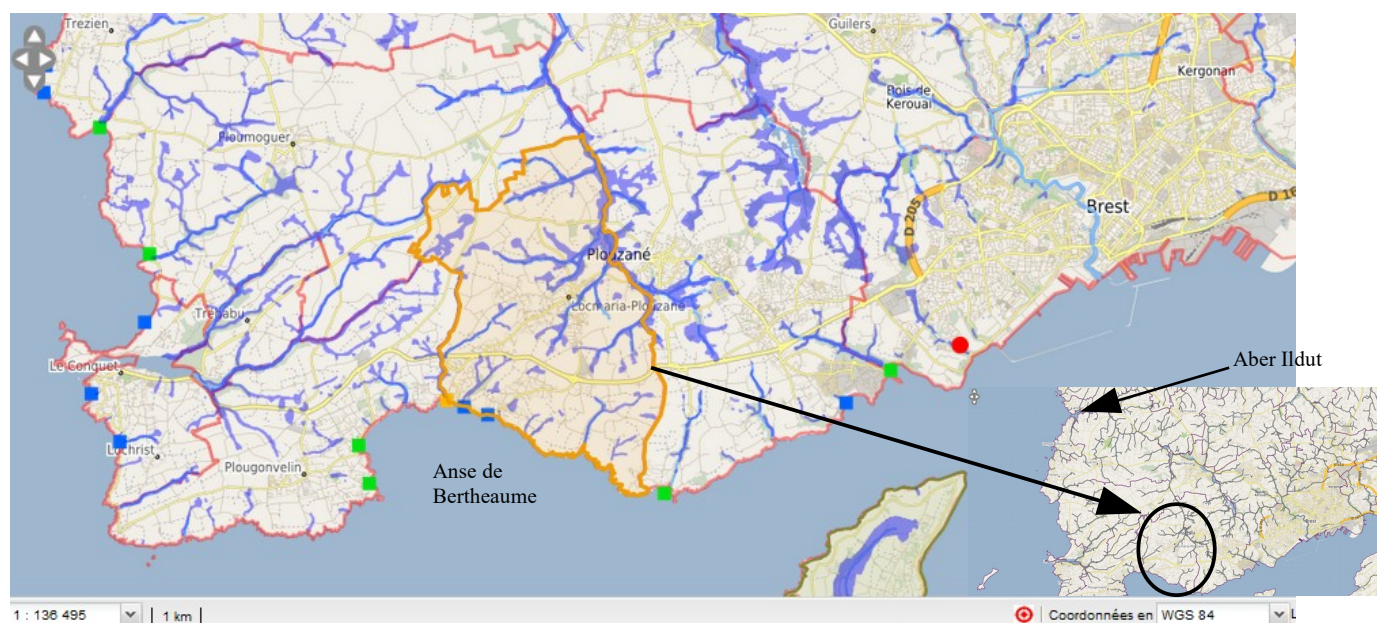 Trezien
Guilers
Kergonan
Bois de
Keroual
Ploumoguer
D 205
Brest
D 16
Plouzané
Locmaria-Plouzané
Trébabu
Le Conquet
Aber Ildut
Lochrist
Plougonvelin
Anse de
Bertheaume
1 : 136 495
1 km
Coordonnées en WGS 84
L